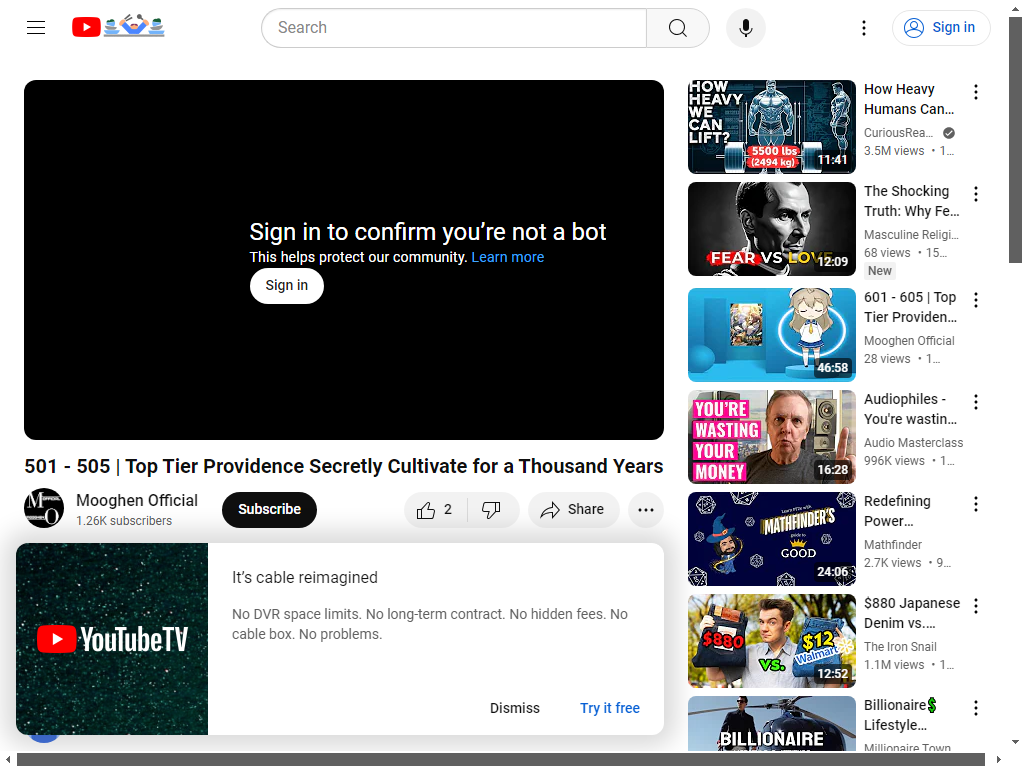 Search
Sign in
Sign in to confirm you’re not a bot
This helps protect our community. Learn more
Sign in
501 - 505 | Top Tier Providence Secretly Cultivate for a Thousand Years
Mooghen Official
1.26K subscribers
Subscribe
2
Share
YouTubeTV
It’s cable reimagined
No DVR space limits. No long-term contract. No hidden fees. No
cable box. No problems.
Dismiss
Try it free
HOW
HEAVY
WE
CAN
LIFT?
5500 lbs
(2494 kg)
11:41
How Heavy
Humans Can…
CuriousRea…
3.5M views • 1…
FEAR VS LOVE
12:09
The Shocking
Truth: Why Fe…
Masculine Religi…
68 views • 15…
New
46:58
601 - 605 | Top
Tier Providen…
Mooghen Official
28 views • 1…
YOU'RE
WASTING
YOUR
MONEY
16:28
Audiophiles -
You're wastin…
Audio Masterclass
996K views • 1…
MATHFINDER'S
GOOD
24:06
Redefining
Power…
Mathfinder
2.7K views • 9…
$880
VS.
$12
Walmart
12:52
$880 Japanese
Denim vs.…
The Iron Snail
1.1M views • 1…
BILLIONAIRE
Billionaire💲
Lifestyle…
Millionaire Town